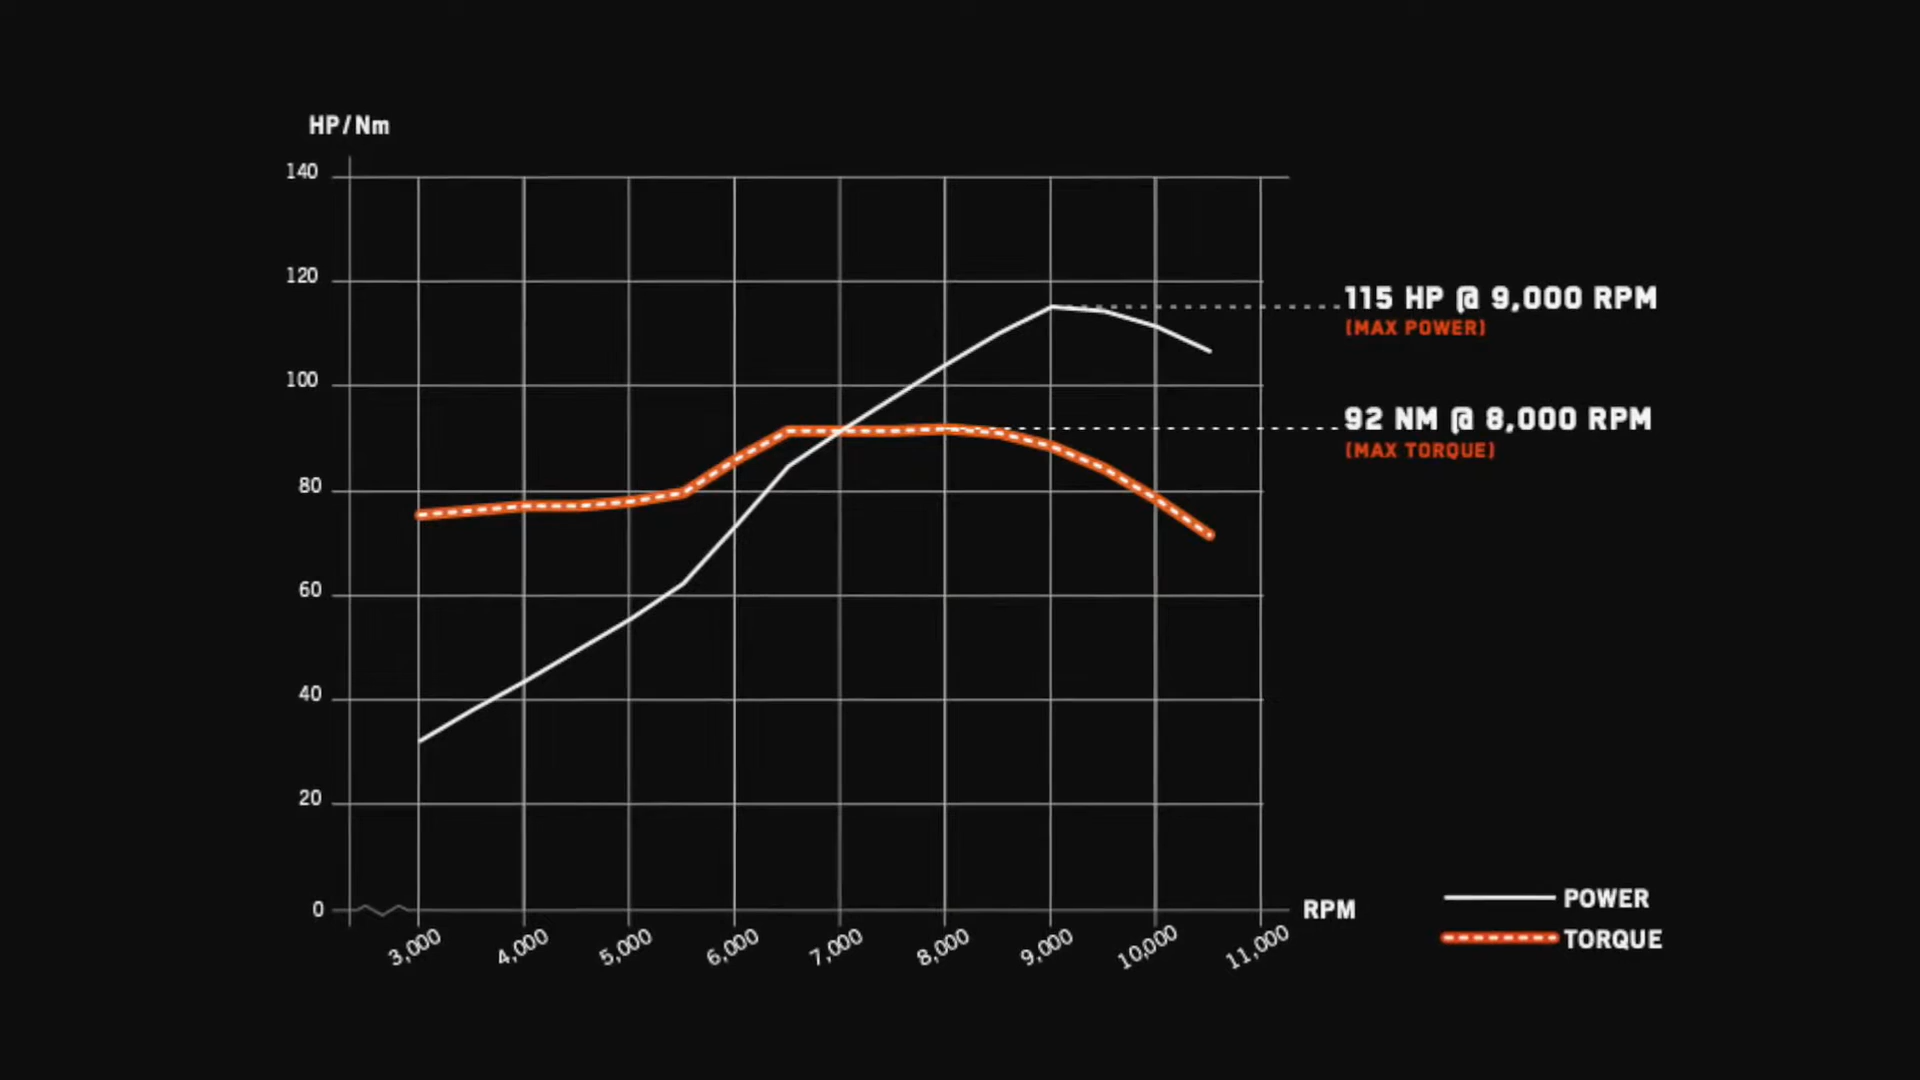 HP/Nm
140
120
100
80
60
40
20
0
3,000
4,000
5,000
6,000
7,000
8,000
9,000
10,000
11,000
RPM
115 HP @ 9,000 RPM
(MAX POWER)
92 NM @ 8,000 RPM
(MAX TORQUE)
POWER
TORQUE